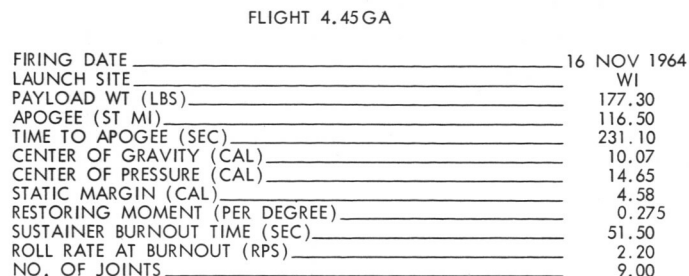 FLIGHT 4.45GA
FIRING DATE 16 NOV 1964
LAUNCH SITE WI
PAYLOAD WT (LBS) 177.30
APOGEE (ST MI) 116.50
TIME TO APOGEE (SEC) 231.10
CENTER OF GRAVITY (CAL) 10.07
CENTER OF PRESSURE (CAL) 14.65
STATIC MARGIN (CAL) 4.58
RESTORING MOMENT (PER DEGREE) 0.275
SUSTAINER BURNOUT TIME (SEC) 51.50
ROLL RATE AT BURNOUT (RPS) 2.20
NO. OF JOINTS 9.00